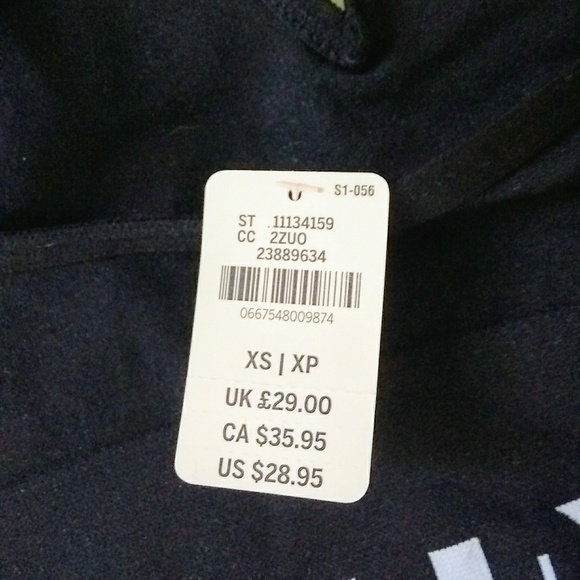 S1-056
ST 11134159
CC 2ZUO
23889634
0667548009874
XS | XP
UK £29.00
CA $35.95
US $28.95